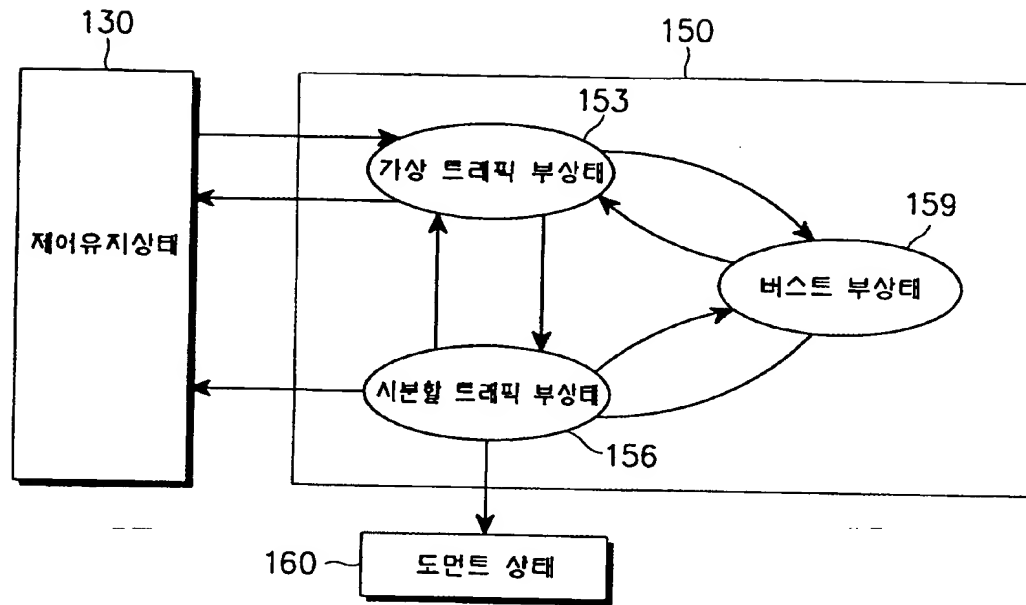 130
150
153
가상 트래픽 부상태
159
제어유지상태
버스트 부상태
시분할 트래픽 부상태
156
160
도먼트 상태